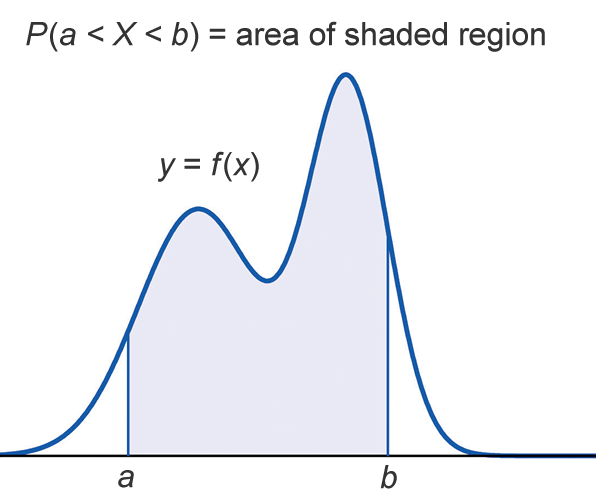 P(a < X < b) = area of shaded region
y = f(x)
a
b